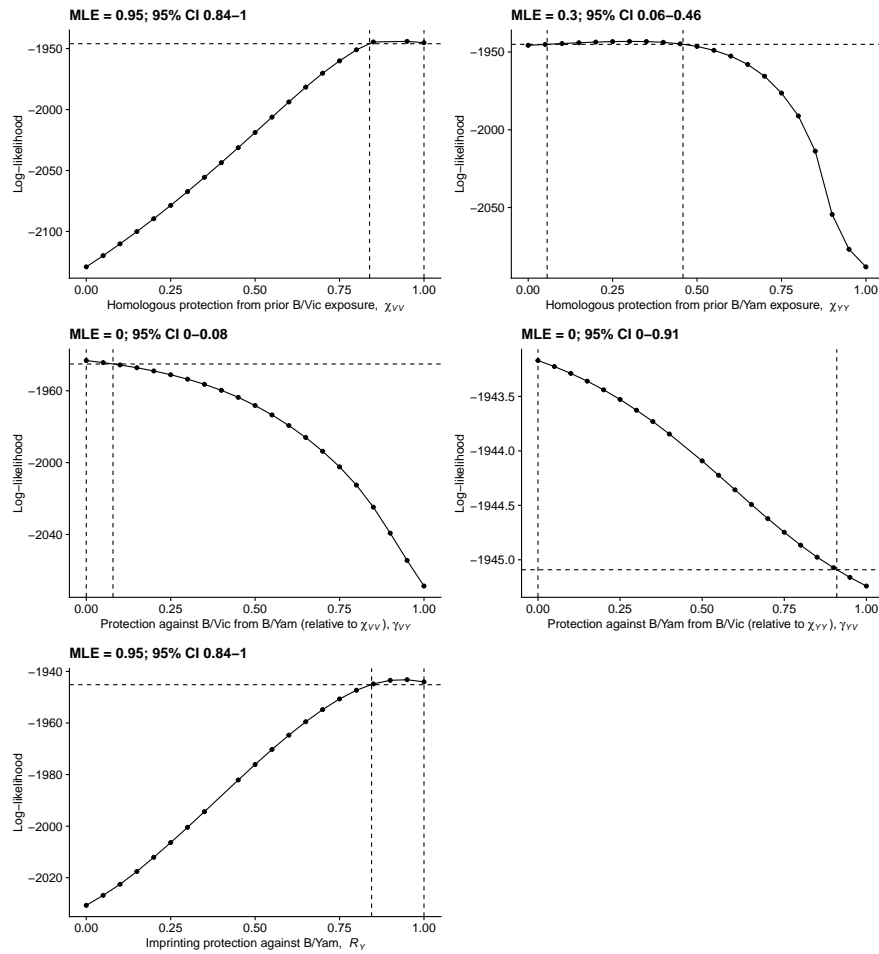 MLE = 0.95; 95% CI 0.84–1
−1950
−2000
−2050
−2100
Log−likelihood
0.00 0.25 0.50 0.75 1.00
Homologous protection from prior B/Vic exposure, χVV
MLE = 0.3; 95% CI 0.06–0.46
−1950
−2000
−2050
Log−likelihood
0.00 0.25 0.50 0.75 1.00
Homologous protection from prior B/Yam exposure, χYY
MLE = 0; 95% CI 0–0.08
−1960
−2000
−2040
Log−likelihood
0.00 0.25 0.50 0.75 1.00
Protection against B/Vic from B/Yam (relative to χVV), γVY
MLE = 0; 95% CI 0–0.91
−1943.5
−1944.0
−1944.5
−1945.0
Log−likelihood
0.00 0.25 0.50 0.75 1.00
Protection against B/Yam from B/Vic (relative to χYY), γYV
MLE = 0.95; 95% CI 0.84–1
−1940
−1960
−1980
−2000
−2020
Log−likelihood
0.00 0.25 0.50 0.75 1.00
Imprinting protection against B/Yam, RY